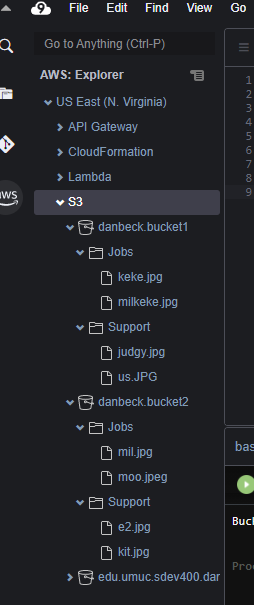 File Edit Find View Go
Go to Anything (Ctrl-P)
AWS: Explorer
US East (N. Virginia)
API Gateway
CloudFormation
Lambda
S3
danbeck.bucket1
Jobs
keke.jpg
milkeke.jpg
Support
judgy.jpg
us.JPG
danbeck.bucket2
Jobs
mil.jpg
moo.jpeg
Support
e2.jpg
kit.jpg
edu.umuc.sdev400.dar
aws
1
2
3
4
5
6
7
8
9
bas
Buck
Proc